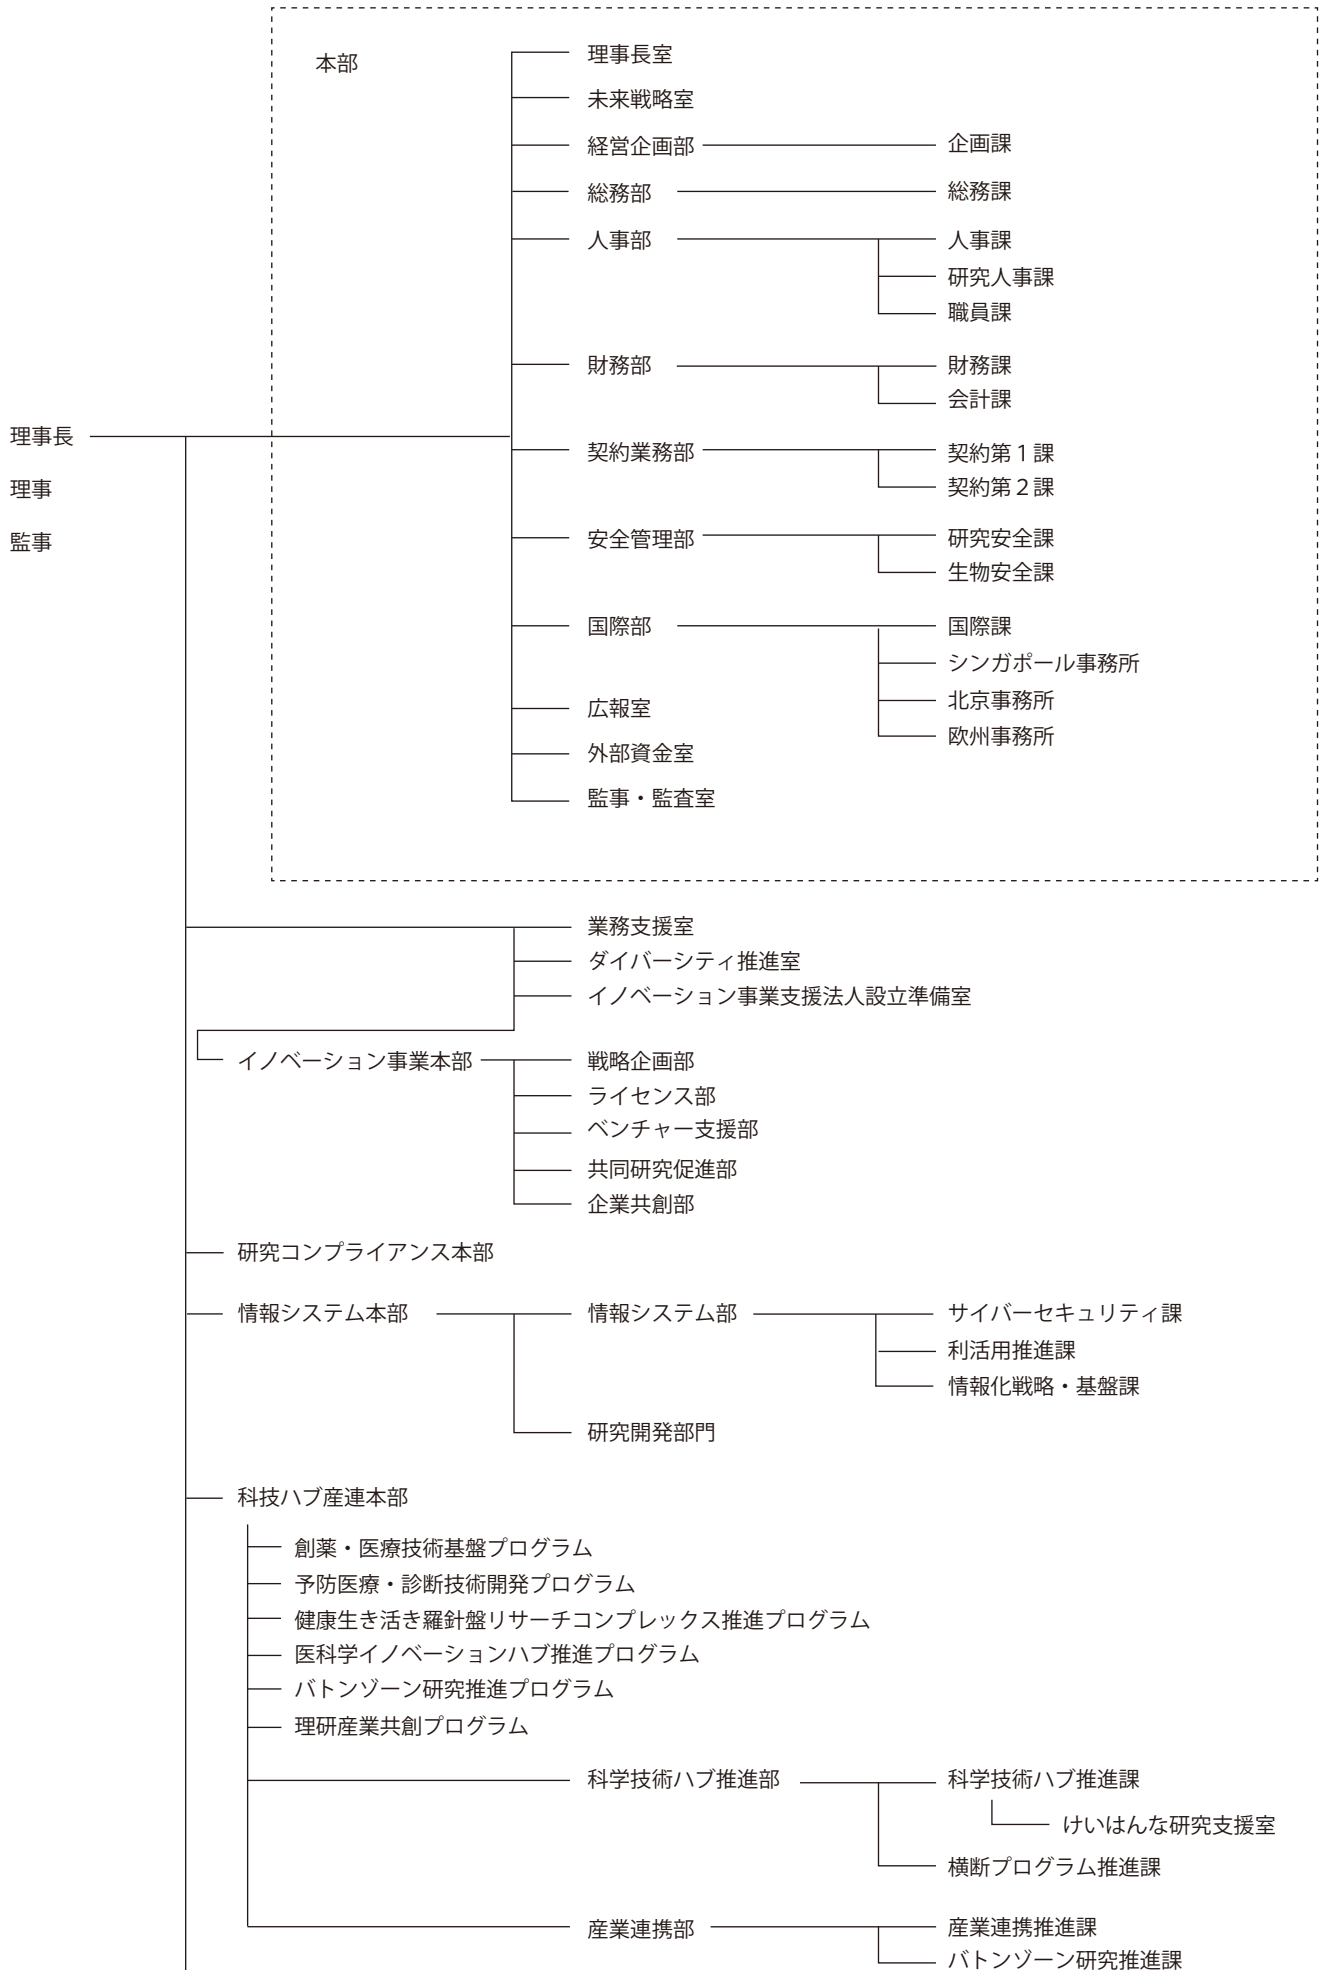 本部
理事長室
未来戦略室
経営企画部 企画課
総務部 総務課
人事部 人事課
研究人事課
職員課
財務部 財務課
会計課
理事長
理事
監事
契約業務部 契約第1課
契約第2課
安全管理部 研究安全課
生物安全課
国際部 国際課
シンガポール事務所
北京事務所
欧州事務所
広報室
外部資金室
監事・監査室
業務支援室
ダイバーシティ推進室
イノベーション事業支援法人設立準備室
イノベーション事業本部 戦略企画部
ライセンス部
ベンチャー支援部
共同研究促進部
企業共創部
研究コンプライアンス本部
情報システム本部 情報システム部 サイバーセキュリティ課
利活用推進課
情報化戦略・基盤課
研究開発部門
科技ハブ産連本部
創薬・医療技術基盤プログラム
予防医療・診断技術開発プログラム
健康生き活き羅針盤リサーチコンプレックス推進プログラム
医科学イノベーションハブ推進プログラム
バトンゾーン研究推進プログラム
理研産業共創プログラム
科学技術ハブ推進部 科学技術ハブ推進課
けいはんな研究支援室
横断プログラム推進課
産業連携部 産業連携推進課
バトンゾーン研究推進課